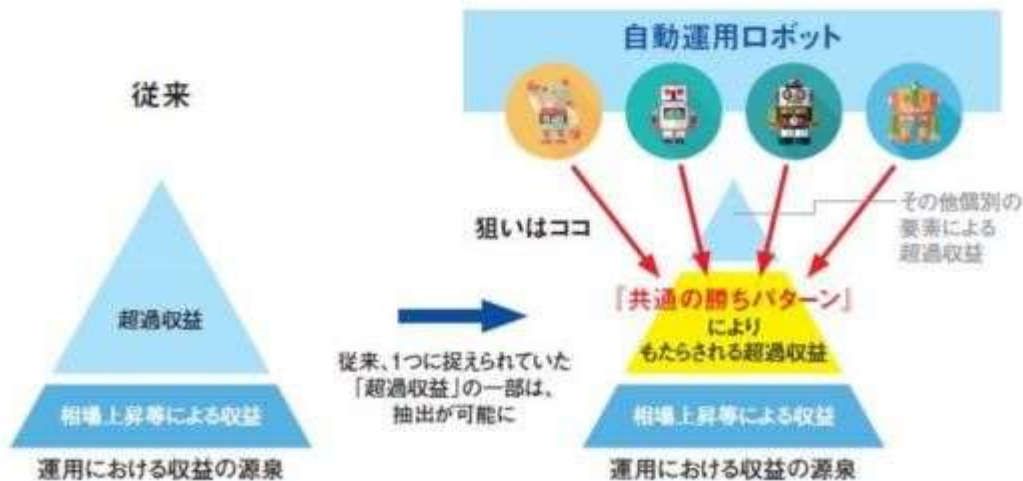 従来
超過収益
相場上昇等による収益
運用における収益の源泉
従来、1つに捉えられていた
「超過収益」の一部は、
抽出が可能に
自動運用ロボット
狙いはココ
その他個別の
要素による
超過収益
『共通の勝ちパターン』
により
もたらされる超過収益
相場上昇等による収益
運用における収益の源泉